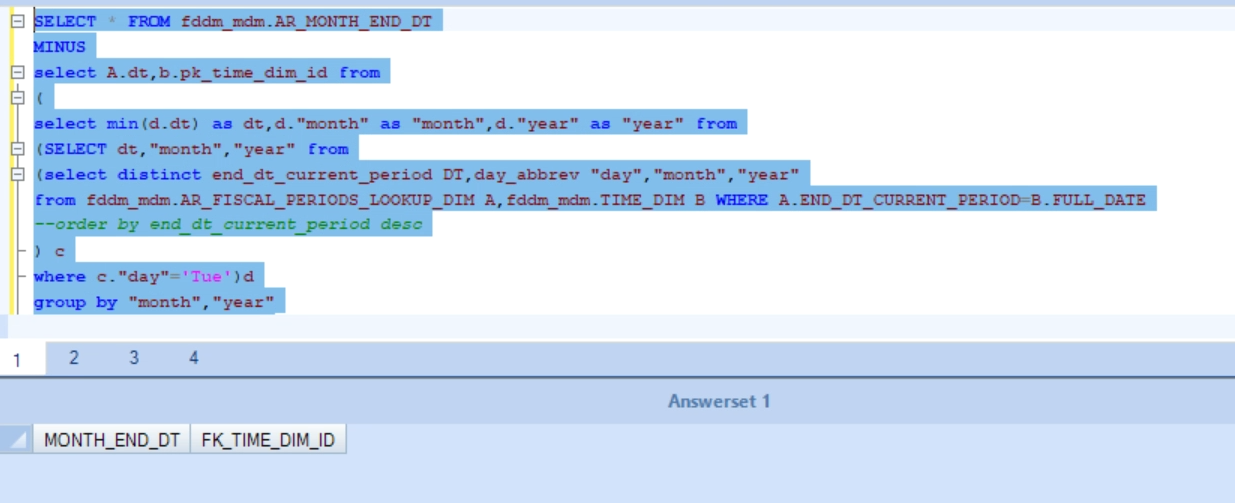 SELECT * FROM fddm_mdm.AR_MONTH_END_DT
MINUS
select A.dt,b.pk_time_dim_id from
(
select min(d.dt) as dt,d."month" as "month",d."year" as "year" from
(SELECT dt,"month","year" from
(select distinct end_dt_current_period DT,day_abbrev "day","month","year"
from fddm_mdm.AR_FISCAL_PERIODS_LOOKUP_DIM A,fddm_mdm.TIME_DIM B WHERE A.END_DT_CURRENT_PERIOD=B.FULL_DATE
--order by end_dt_current_period desc
) c
where c."day"='Tue')d
group by "month","year"
1 2 3 4
Answerset 1
MONTH_END_DT FK_TIME_DIM_ID